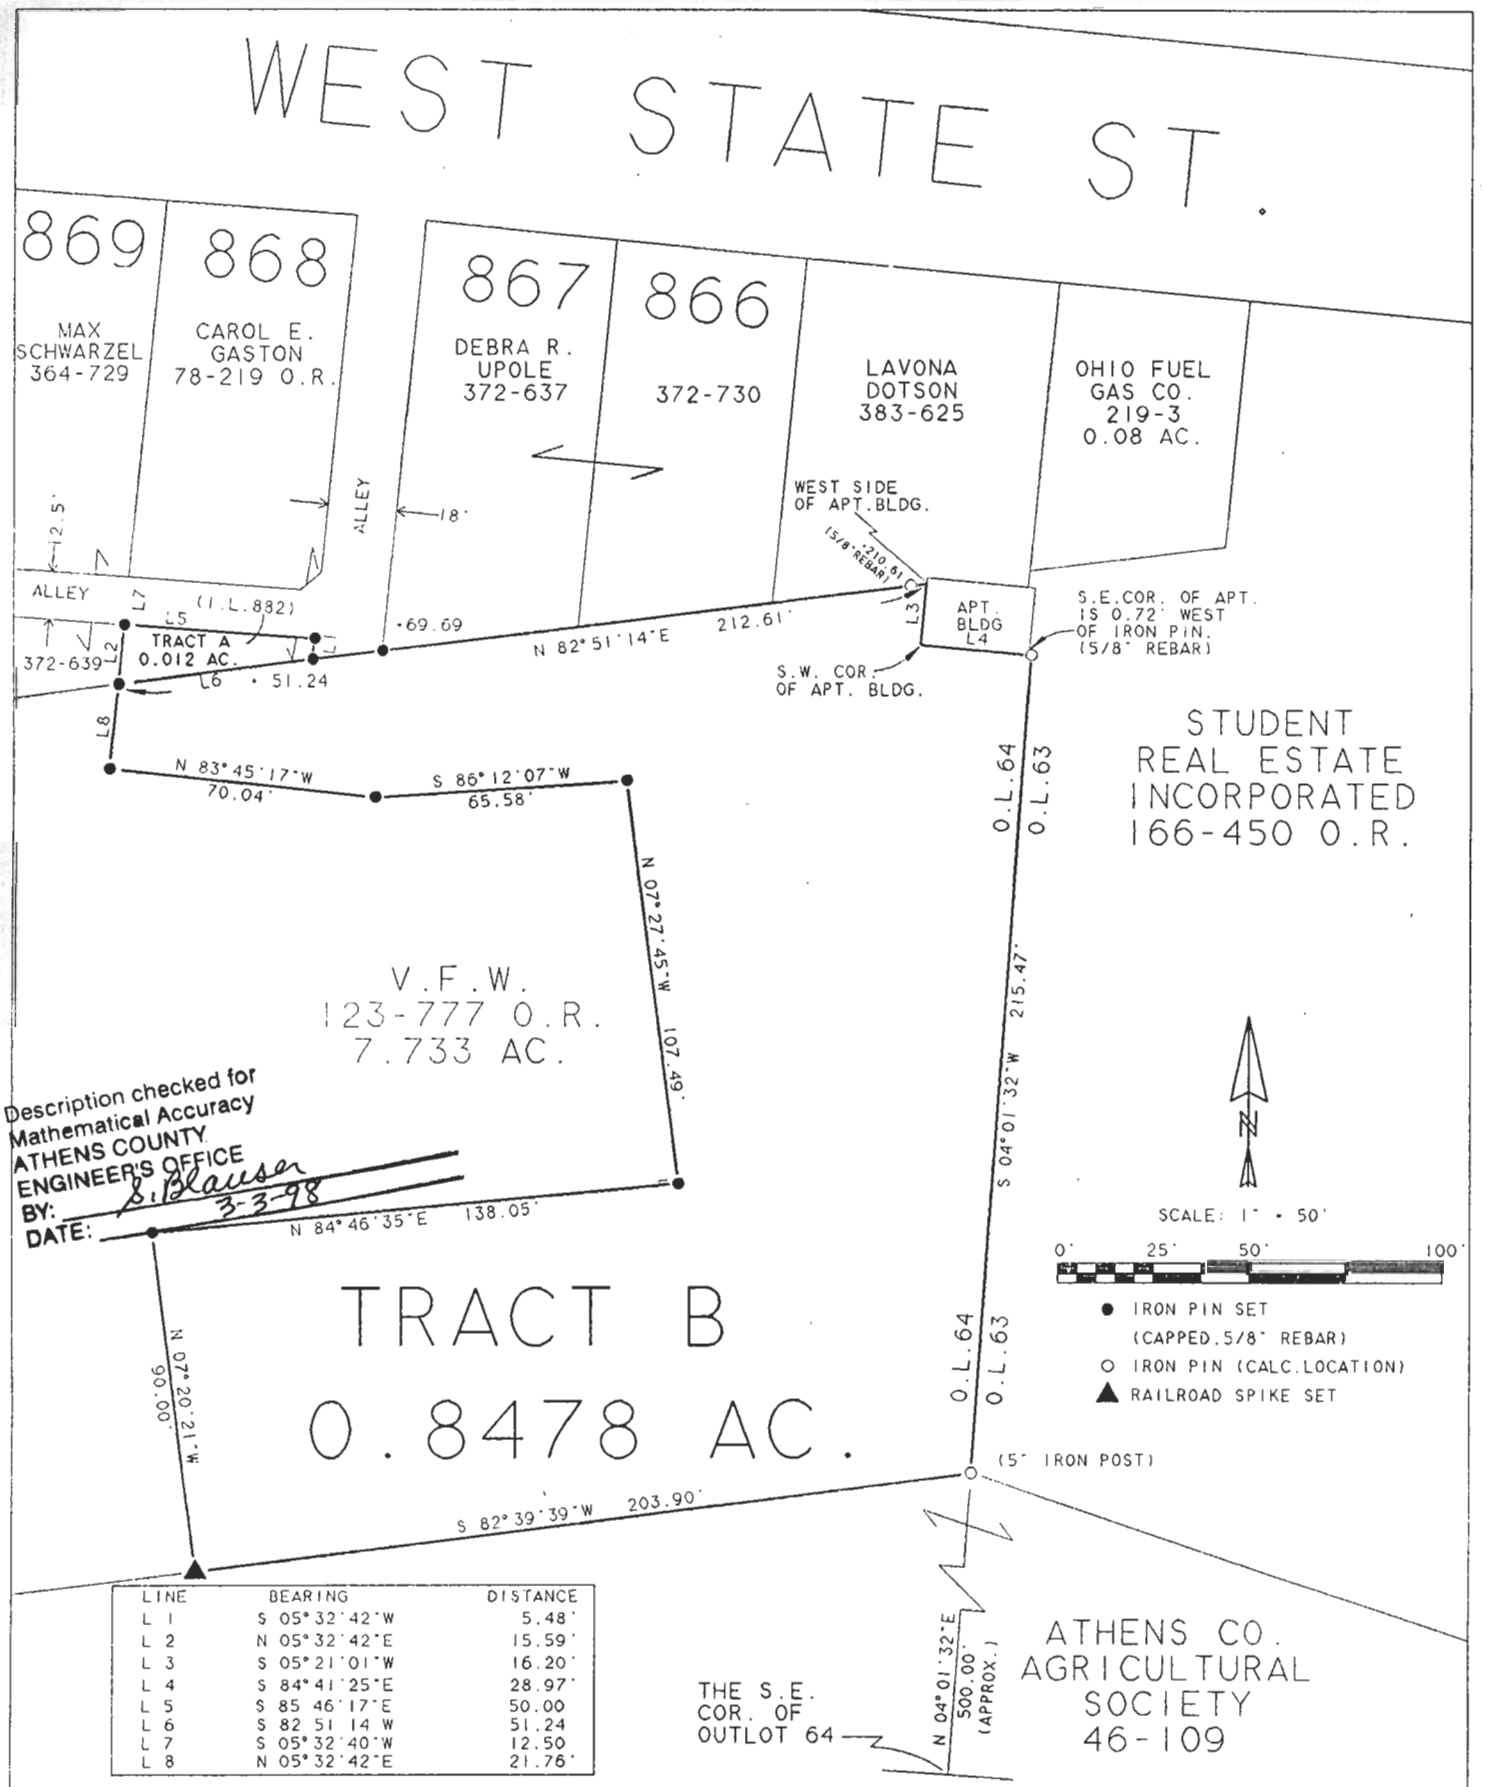 WEST STATE ST.
869
MAX
SCHWARZEL
364-729
868
CAROL E.
GASTON
78-219 O.R.
867
DEBRA R.
UPOLE
372-637
866
372-730
LAVONA
DOTSON
383-625
OHIO FUEL
GAS CO.
219-3
0.08 AC.
WEST SIDE
OF APT.BLDG.
•210.61
(5/8" REBAR)
12.5'
ALLEY
18'
ALLEY
L7
(I.L.882)
L5
TRACT A
0.012 AC.
L2
372-639
L6 • 51.24
•69.69
N 82°51'14"E 212.61'
L3
APT.
BLDG
L4
S.W. COR.
OF APT. BLDG.
S.E.COR. OF APT.
IS 0.72' WEST
OF IRON PIN.
(5/8" REBAR)
L8
N 83°45'17"W
70.04'
S 86°12'07"W
65.58'
O.L.64
O.L.63
STUDENT
REAL ESTATE
INCORPORATED
166-450 O.R.
N 07°27'45"W 107.49'
V.F.W.
123-777 O.R.
7.733 AC.
S 04°01'32"W 215.47'
Description checked for
Mathematical Accuracy
ATHENS COUNTY
ENGINEER'S OFFICE
BY: S. Blauser
DATE: 3-3-98
N 84°46'35"E 138.05'
N
SCALE: 1" = 50'
0' 25' 50' 100'
IRON PIN SET
(CAPPED.5/8" REBAR)
IRON PIN (CALC.LOCATION)
RAILROAD SPIKE SET
TRACT B
0.8478 AC.
N 07°20'21"W
90.00'
O.L.64
O.L.63
(5" IRON POST)
S 82°39'39"W 203.90'
LINE BEARING DISTANCE
L 1 S 05°32'42"W 5.48'
L 2 N 05°32'42"E 15.59'
L 3 S 05°21'01"W 16.20'
L 4 S 84°41'25"E 28.97'
L 5 S 85 46'17"E 50.00
L 6 S 82 51 14 W 51.24
L 7 S 05°32'40"W 12.50
L 8 N 05°32'42"E 21.76'
THE S.E.
COR. OF
OUTLOT 64
N 04°01'32"E
500.00'
(APPROX.)
ATHENS CO.
AGRICULTURAL
SOCIETY
46-109